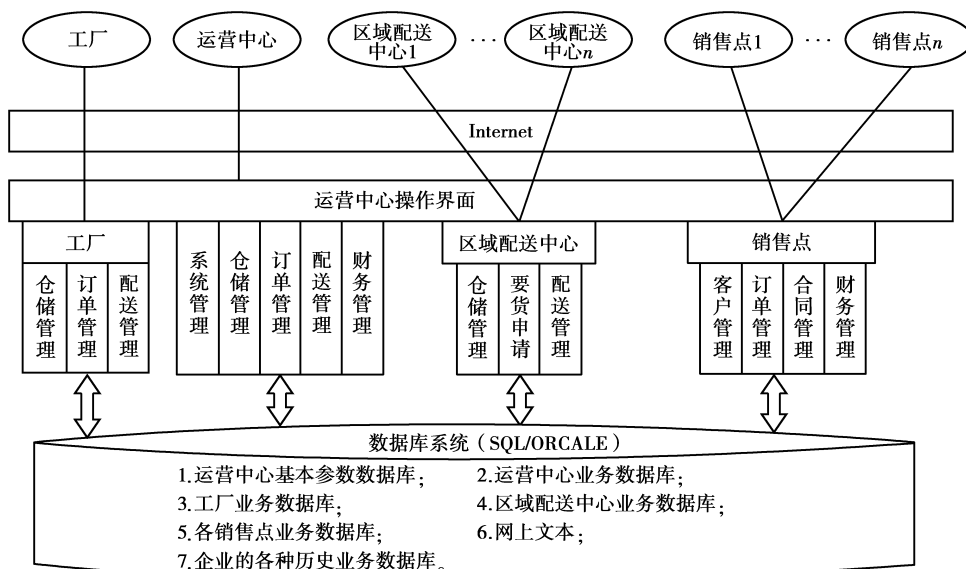 工厂
运营中心
区域配送
中心1
···
区域配送
中心n
销售点1
···
销售点n
Internet
运营中心操作界面
工厂
仓储管理
订单管理
配送管理
系统管理
仓储管理
订单管理
配送管理
财务管理
区域配送中心
仓储管理
要货申请
配送管理
销售点
客户管理
订单管理
合同管理
财务管理
数据库系统（SQL/ORCALE）
1.运营中心基本参数数据库； 2.运营中心业务数据库；
3.工厂业务数据库； 4.区域配送中心业务数据库；
5.各销售点业务数据库； 6.网上文本；
7.企业的各种历史业务数据库。